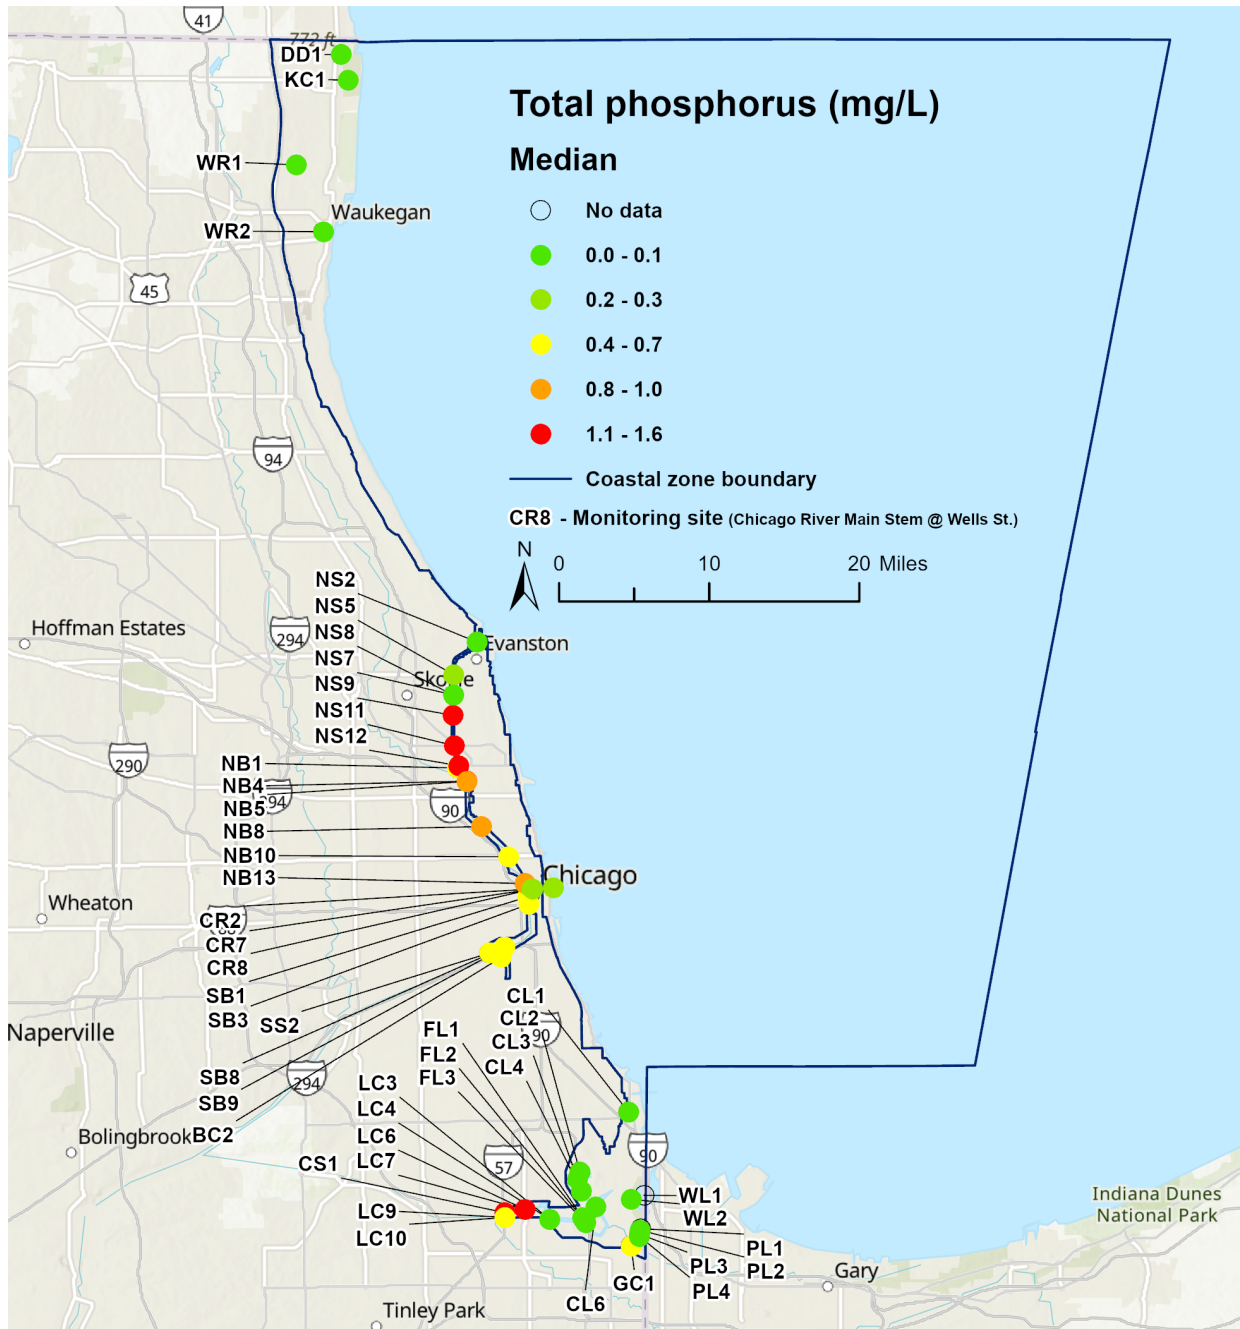 41
772 ft
DD1
KC1
Total phosphorus (mg/L)
Median
WR1
No data
Waukegan
WR2
0.0 - 0.1
45
0.2 - 0.3
0.4 - 0.7
0.8 - 1.0
1.1 - 1.6
94
Coastal zone boundary
CR8 - Monitoring site (Chicago River Main Stem @ Wells St.)
N
0 10 20 Miles
NS2
NS5
Hoffman Estates
294
NS8
Evanston
NS7
NS9
NS11
NS12
290
NB1
NB4
294
NB5
90
NB8
NB10
NB13
Chicago
Wheaton
CR2
CR7
CR8
SB1
SB3
SS2
CL1
CL2
90
Naperville
FL1
CL3
FL2
CL4
FL3
SB8
294
LC3
SB9
LC4
Bolingbrook
BC2
LC6
LC7
CS1
57
90
WL1
WL2
LC9
LC10
Indiana Dunes
National Park
PL1
PL2
PL3
PL4
Gary
GC1
CL6
Tinley Park